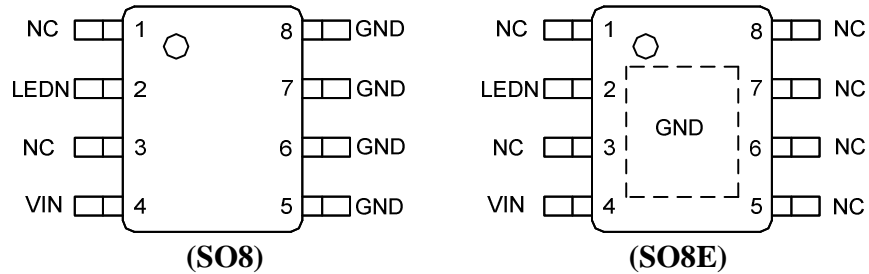 NC 1 8 GND
LEDN 2 7 GND
NC 3 6 GND
VIN 4 5 GND
(SO8)
NC 1 8 NC
LEDN 2 7 NC
GND
NC 3 6 NC
VIN 4 5 NC
(SO8E)